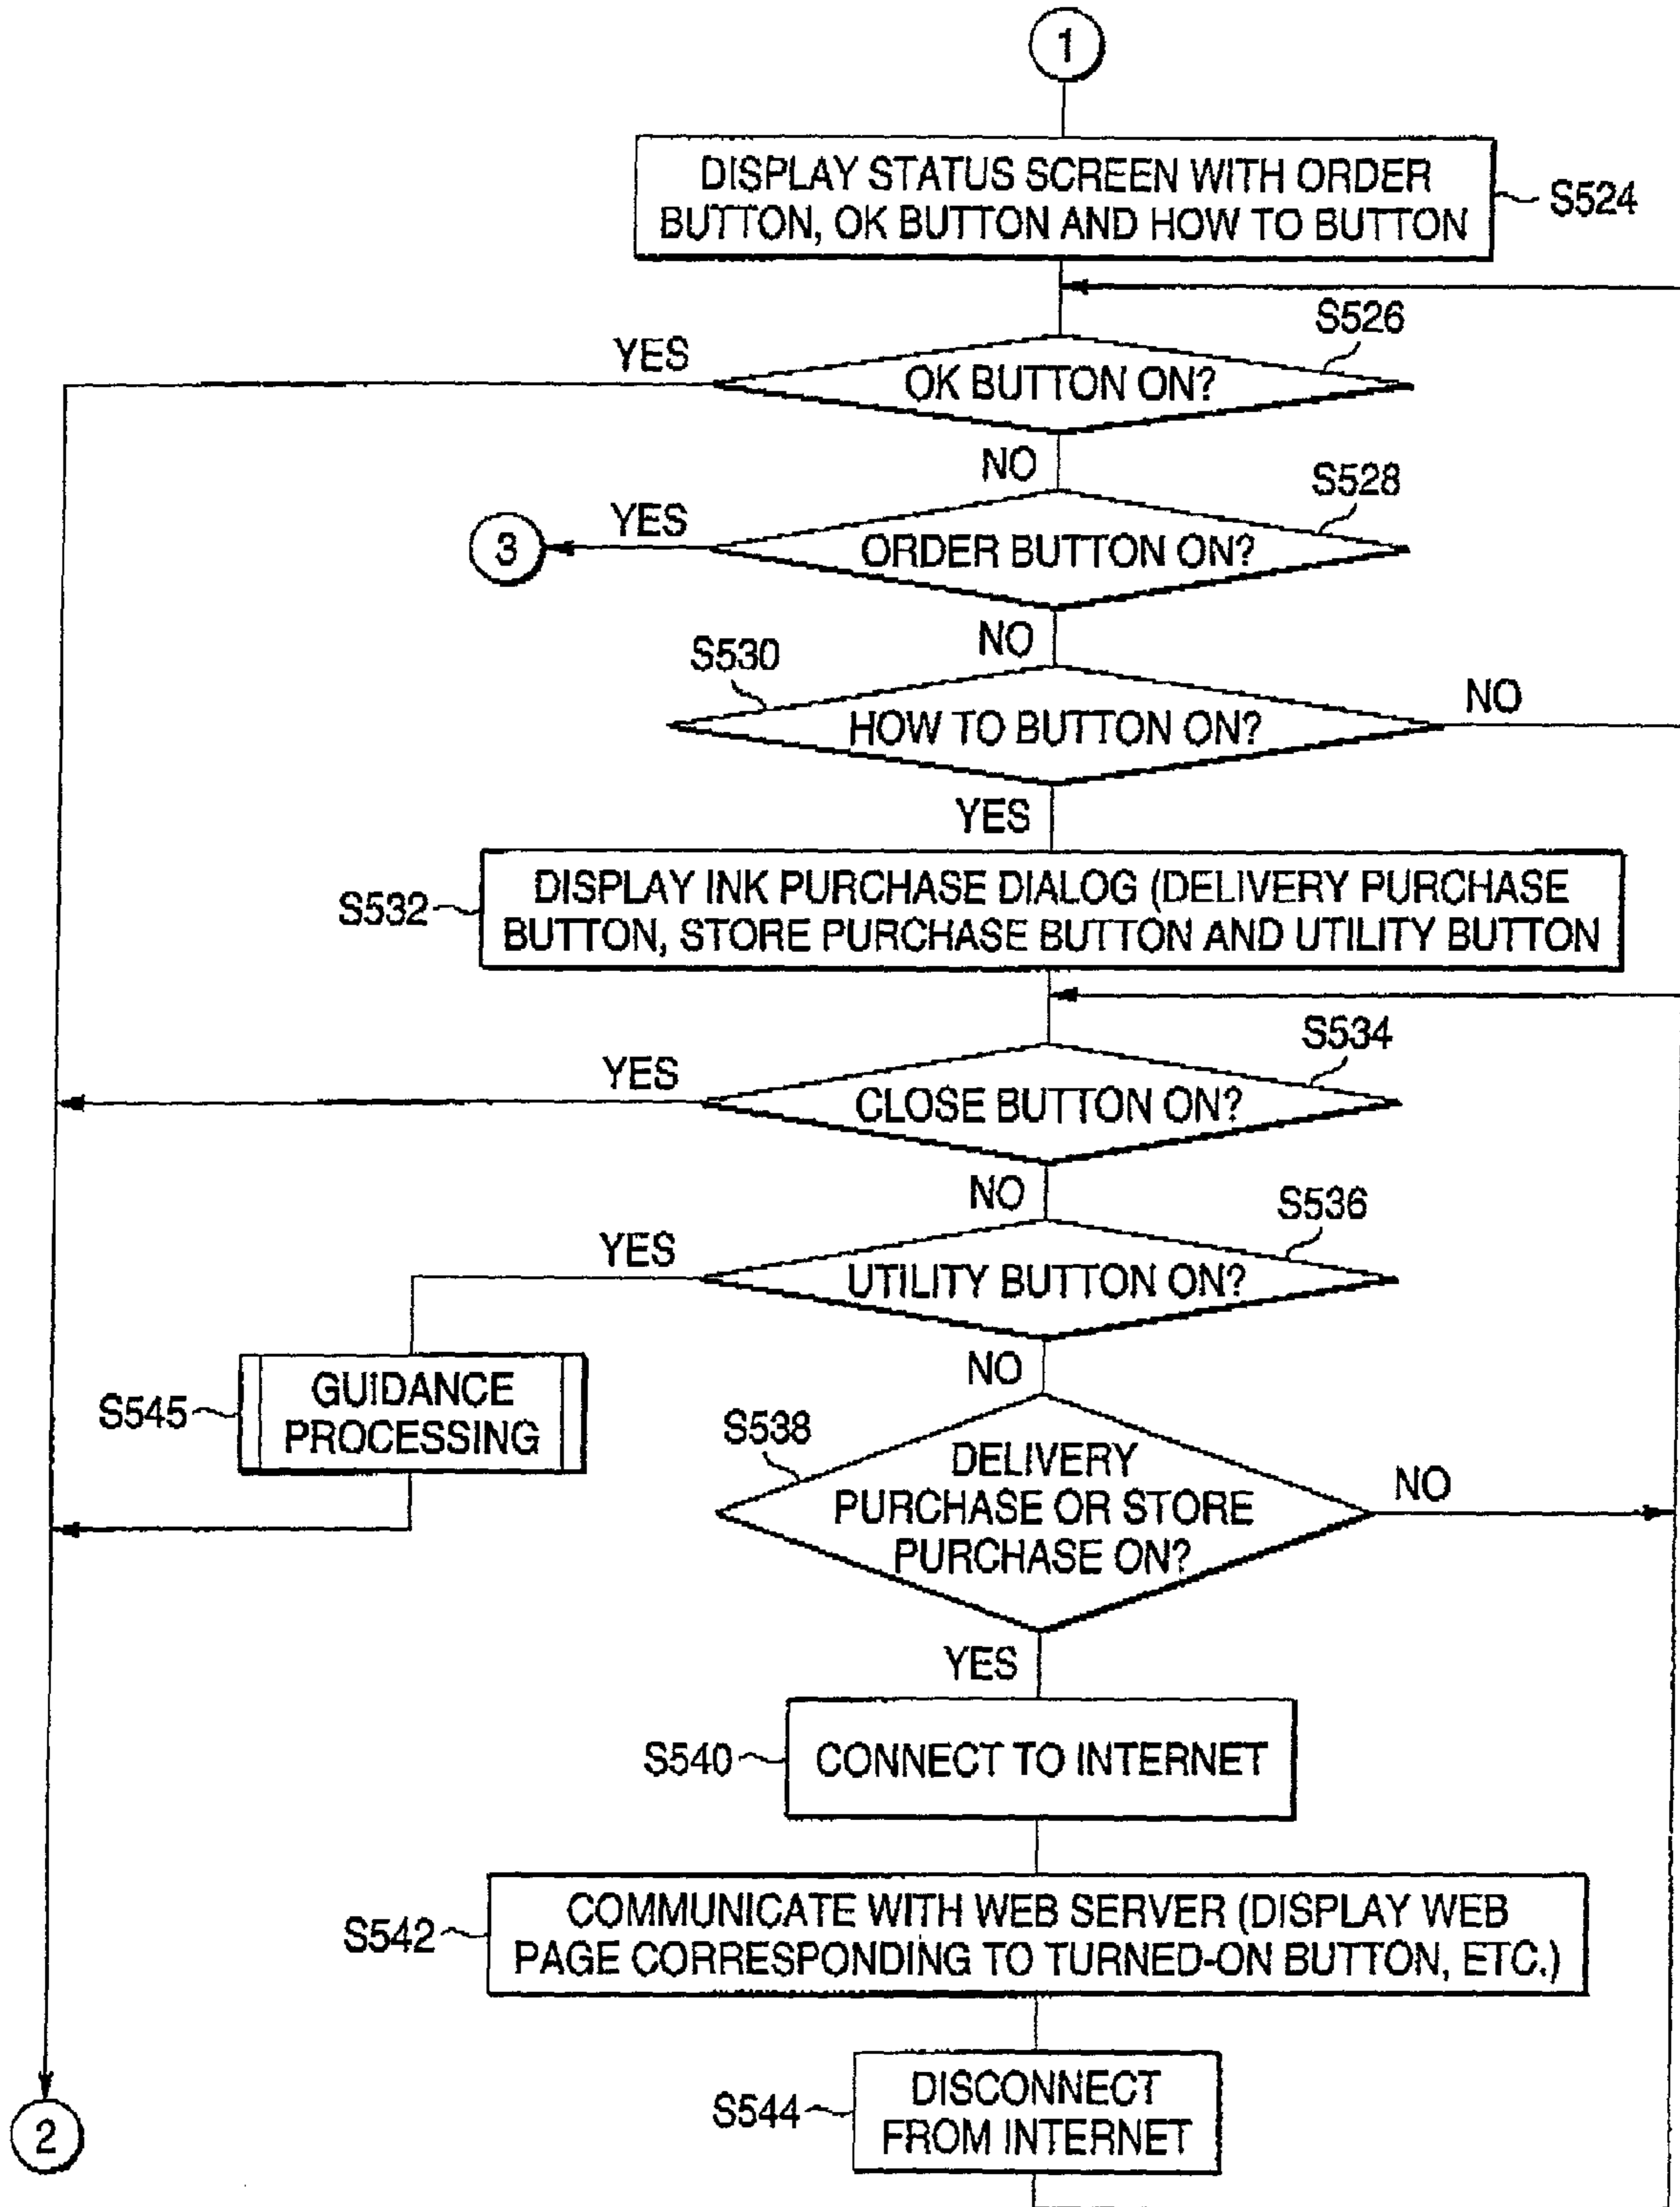 1
DISPLAY STATUS SCREEN WITH ORDER
BUTTON, OK BUTTON AND HOW TO BUTTON
S524
S526
YES
OK BUTTON ON?
NO
S528
3
YES
ORDER BUTTON ON?
NO
S530
HOW TO BUTTON ON?
NO
YES
S532
DISPLAY INK PURCHASE DIALOG (DELIVERY PURCHASE
BUTTON, STORE PURCHASE BUTTON AND UTILITY BUTTON
S534
YES
CLOSE BUTTON ON?
NO
S536
YES
UTILITY BUTTON ON?
NO
S545
GUIDANCE
PROCESSING
S538
DELIVERY
PURCHASE OR STORE
PURCHASE ON?
NO
YES
S540
CONNECT TO INTERNET
S542
COMMUNICATE WITH WEB SERVER (DISPLAY WEB
PAGE CORRESPONDING TO TURNED-ON BUTTON, ETC.)
S544
DISCONNECT
FROM INTERNET
2